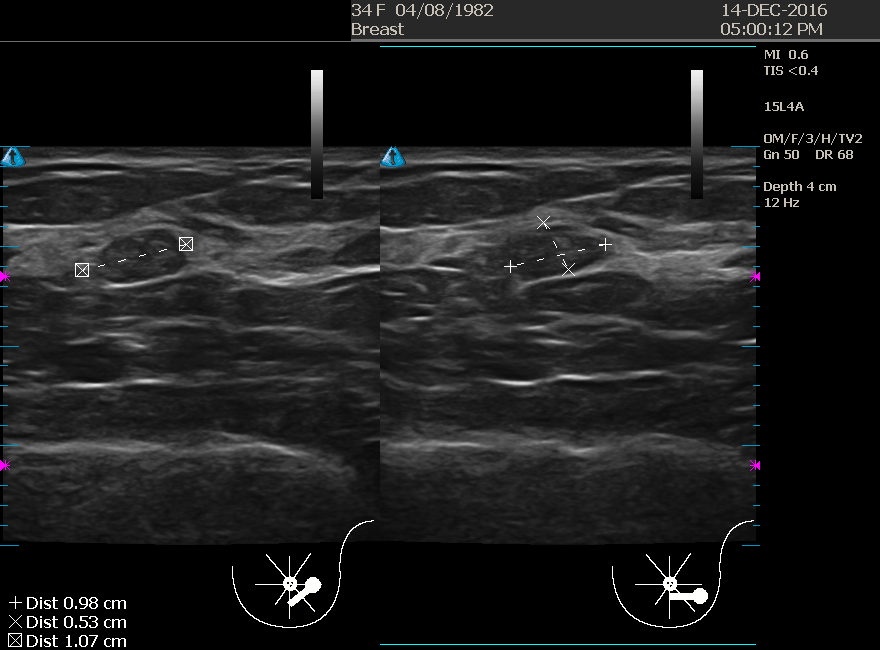 34 F 04/08/1982
14-DEC-2016
Breast
05:00:12 PM
MI 0.6
TIS <0.4
15L4A
OM/F/3/H/TV2
Gn 50 DR 68
Depth 4 cm
12 Hz
Dist 0.98 cm
Dist 0.53 cm
Dist 1.07 cm